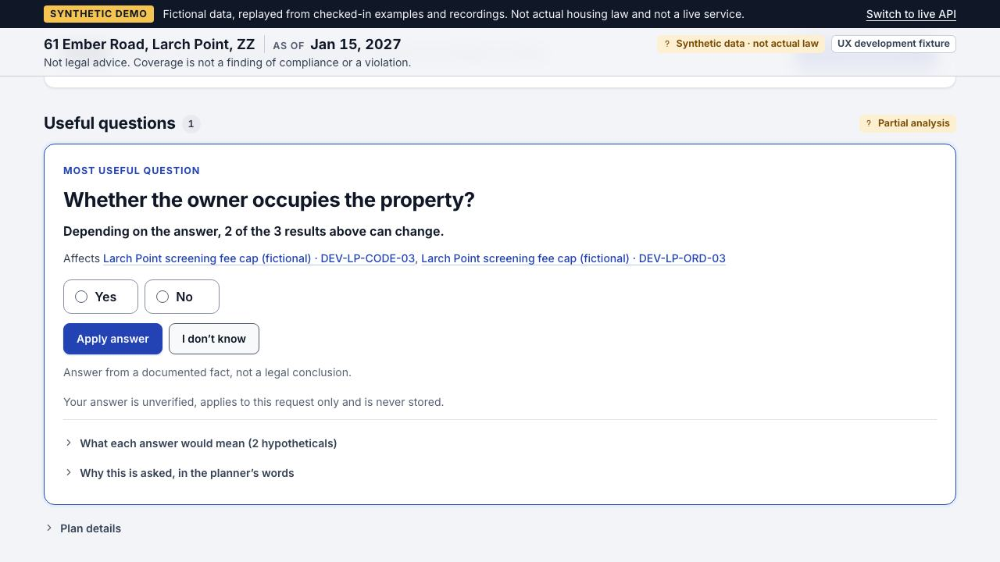 SYNTHETIC DEMO Fictional data, replayed from checked-in examples and recordings. Not actual housing law and not a live service. Switch to live API
61 Ember Road, Larch Point, ZZ AS OF Jan 15, 2027 ? Synthetic data · not actual law UX development fixture
Not legal advice. Coverage is not a finding of compliance or a violation.
Useful questions 1 ? Partial analysis
MOST USEFUL QUESTION
Whether the owner occupies the property?
Depending on the answer, 2 of the 3 results above can change.
Affects Larch Point screening fee cap (fictional) · DEV-LP-CODE-03, Larch Point screening fee cap (fictional) · DEV-LP-ORD-03
Yes No
Apply answer I don’t know
Answer from a documented fact, not a legal conclusion.
Your answer is unverified, applies to this request only and is never stored.
What each answer would mean (2 hypotheticals)
Why this is asked, in the planner’s words
Plan details